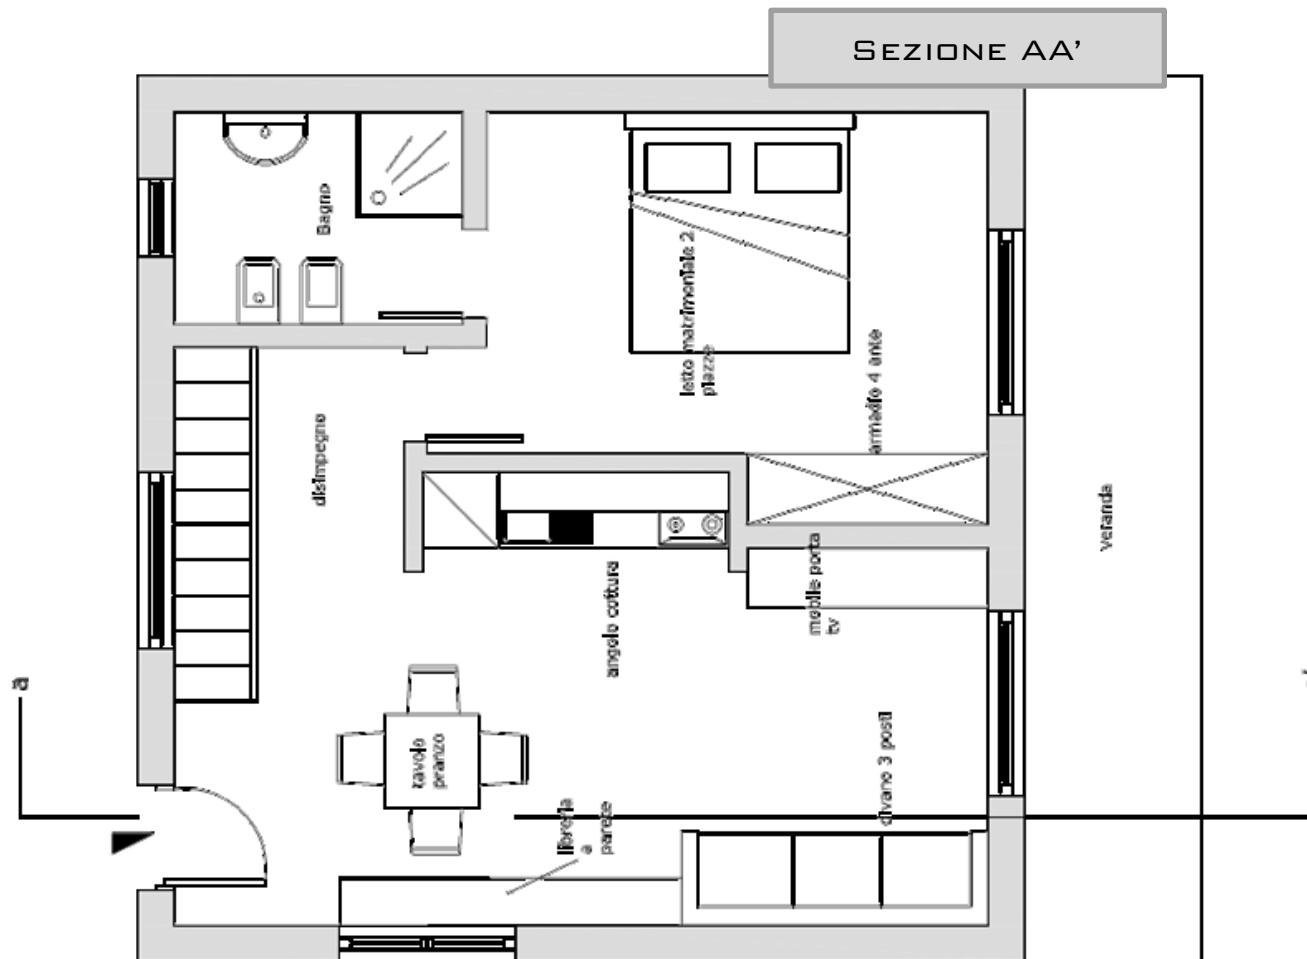 SEZIONE AA'
Bagno
letto matrimoniale 2
piazze
armadio 4 ante
disimpegno
veranda
mobile porta
tv
angolo cottura
a
tavolo
pranzo
divano 3 posti
libreria
a
parete